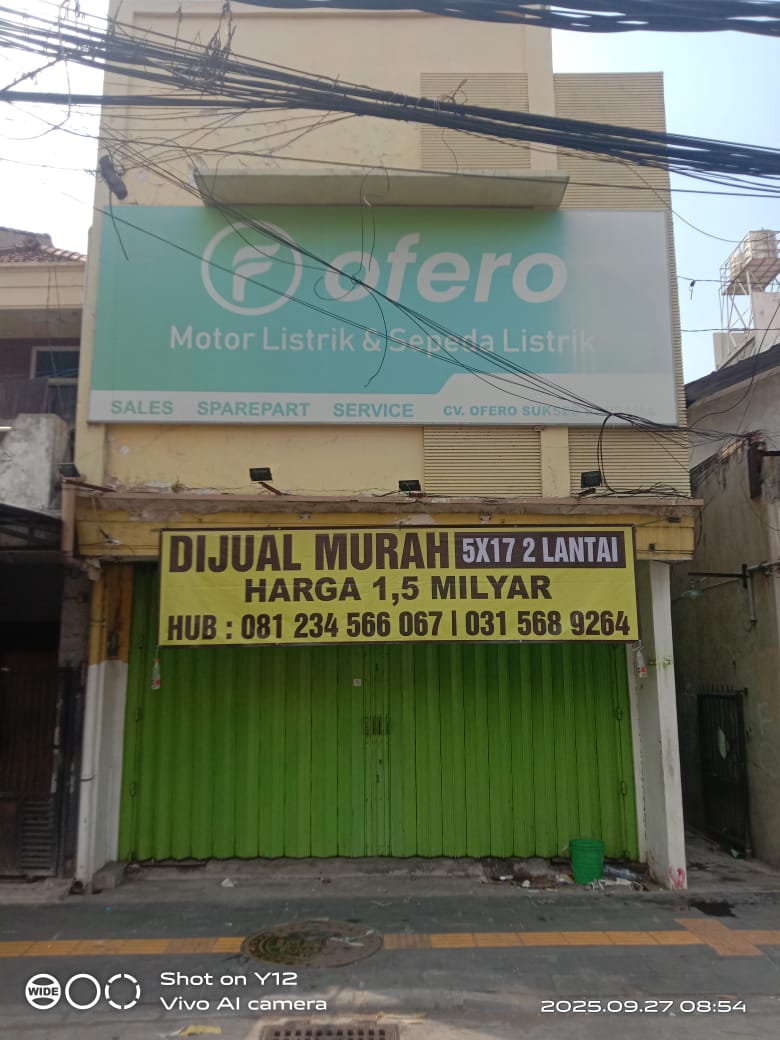 ofero
Motor Listrik & Sepeda Listrik
SALES SPAREPART SERVICE CV. OFERO SUKSES
DIJUAL MURAH 5X17 2 LANTAI
HARGA 1,5 MILYAR
HUB : 081 234 566 067 | 031 568 9264
WIDE
Shot on Y12
Vivo AI camera
2025.09.27 08:54